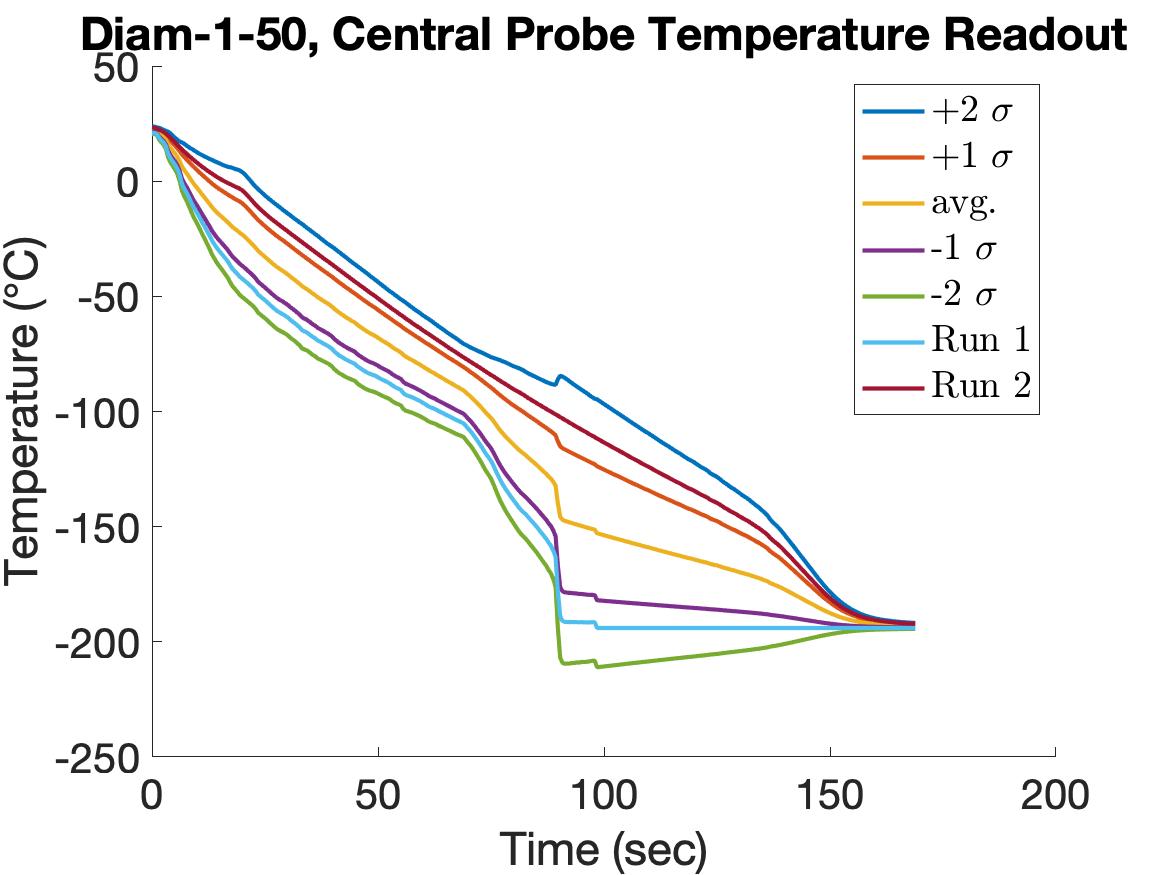 Diam-1-50, Central Probe Temperature Readout
50
0
-50
-100
-150
-200
-250
0
50
100
150
200
Temperature (°C)
Time (sec)
+2 σ
+1 σ
avg.
-1 σ
-2 σ
Run 1
Run 2